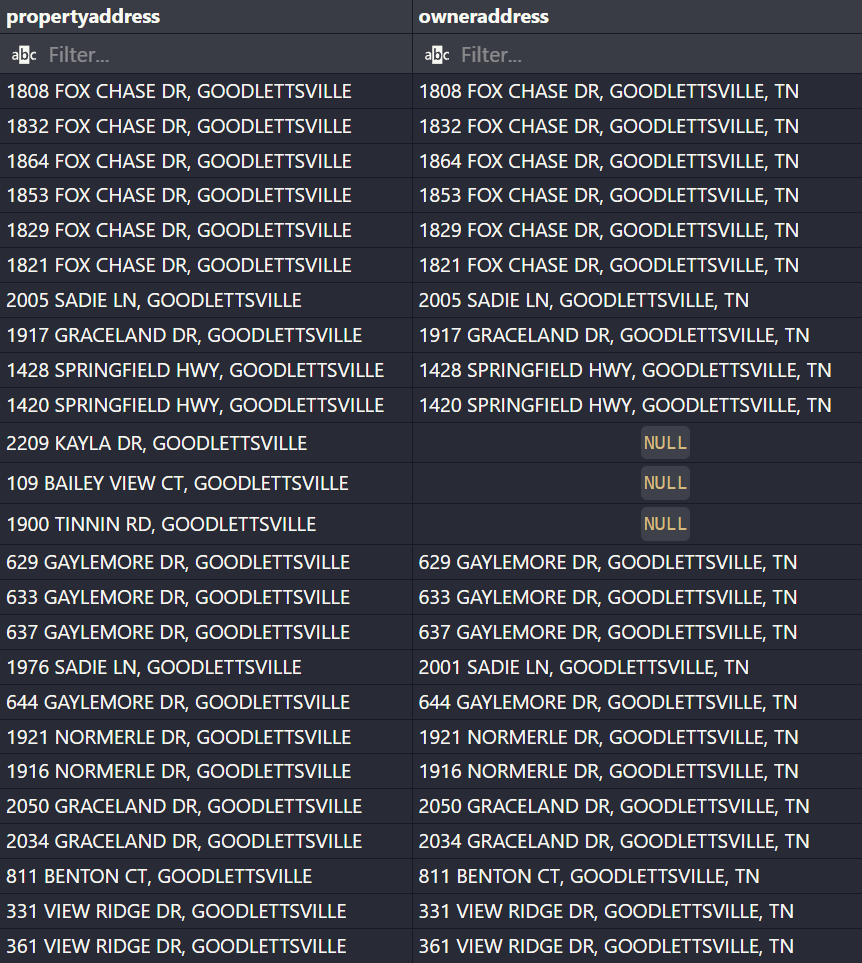 propertyaddress owneraddress
abc Filter... abc Filter...
1808 FOX CHASE DR, GOODLETTSVILLE 1808 FOX CHASE DR, GOODLETTSVILLE, TN
1832 FOX CHASE DR, GOODLETTSVILLE 1832 FOX CHASE DR, GOODLETTSVILLE, TN
1864 FOX CHASE DR, GOODLETTSVILLE 1864 FOX CHASE DR, GOODLETTSVILLE, TN
1853 FOX CHASE DR, GOODLETTSVILLE 1853 FOX CHASE DR, GOODLETTSVILLE, TN
1829 FOX CHASE DR, GOODLETTSVILLE 1829 FOX CHASE DR, GOODLETTSVILLE, TN
1821 FOX CHASE DR, GOODLETTSVILLE 1821 FOX CHASE DR, GOODLETTSVILLE, TN
2005 SADIE LN, GOODLETTSVILLE 2005 SADIE LN, GOODLETTSVILLE, TN
1917 GRACELAND DR, GOODLETTSVILLE 1917 GRACELAND DR, GOODLETTSVILLE, TN
1428 SPRINGFIELD HWY, GOODLETTSVILLE 1428 SPRINGFIELD HWY, GOODLETTSVILLE, TN
1420 SPRINGFIELD HWY, GOODLETTSVILLE 1420 SPRINGFIELD HWY, GOODLETTSVILLE, TN
2209 KAYLA DR, GOODLETTSVILLE NULL
109 BAILEY VIEW CT, GOODLETTSVILLE NULL
1900 TINNIN RD, GOODLETTSVILLE NULL
629 GAYLEMORE DR, GOODLETTSVILLE 629 GAYLEMORE DR, GOODLETTSVILLE, TN
633 GAYLEMORE DR, GOODLETTSVILLE 633 GAYLEMORE DR, GOODLETTSVILLE, TN
637 GAYLEMORE DR, GOODLETTSVILLE 637 GAYLEMORE DR, GOODLETTSVILLE, TN
1976 SADIE LN, GOODLETTSVILLE 2001 SADIE LN, GOODLETTSVILLE, TN
644 GAYLEMORE DR, GOODLETTSVILLE 644 GAYLEMORE DR, GOODLETTSVILLE, TN
1921 NORMERLE DR, GOODLETTSVILLE 1921 NORMERLE DR, GOODLETTSVILLE, TN
1916 NORMERLE DR, GOODLETTSVILLE 1916 NORMERLE DR, GOODLETTSVILLE, TN
2050 GRACELAND DR, GOODLETTSVILLE 2050 GRACELAND DR, GOODLETTSVILLE, TN
2034 GRACELAND DR, GOODLETTSVILLE 2034 GRACELAND DR, GOODLETTSVILLE, TN
811 BENTON CT, GOODLETTSVILLE 811 BENTON CT, GOODLETTSVILLE, TN
331 VIEW RIDGE DR, GOODLETTSVILLE 331 VIEW RIDGE DR, GOODLETTSVILLE, TN
361 VIEW RIDGE DR, GOODLETTSVILLE 361 VIEW RIDGE DR, GOODLETTSVILLE, TN